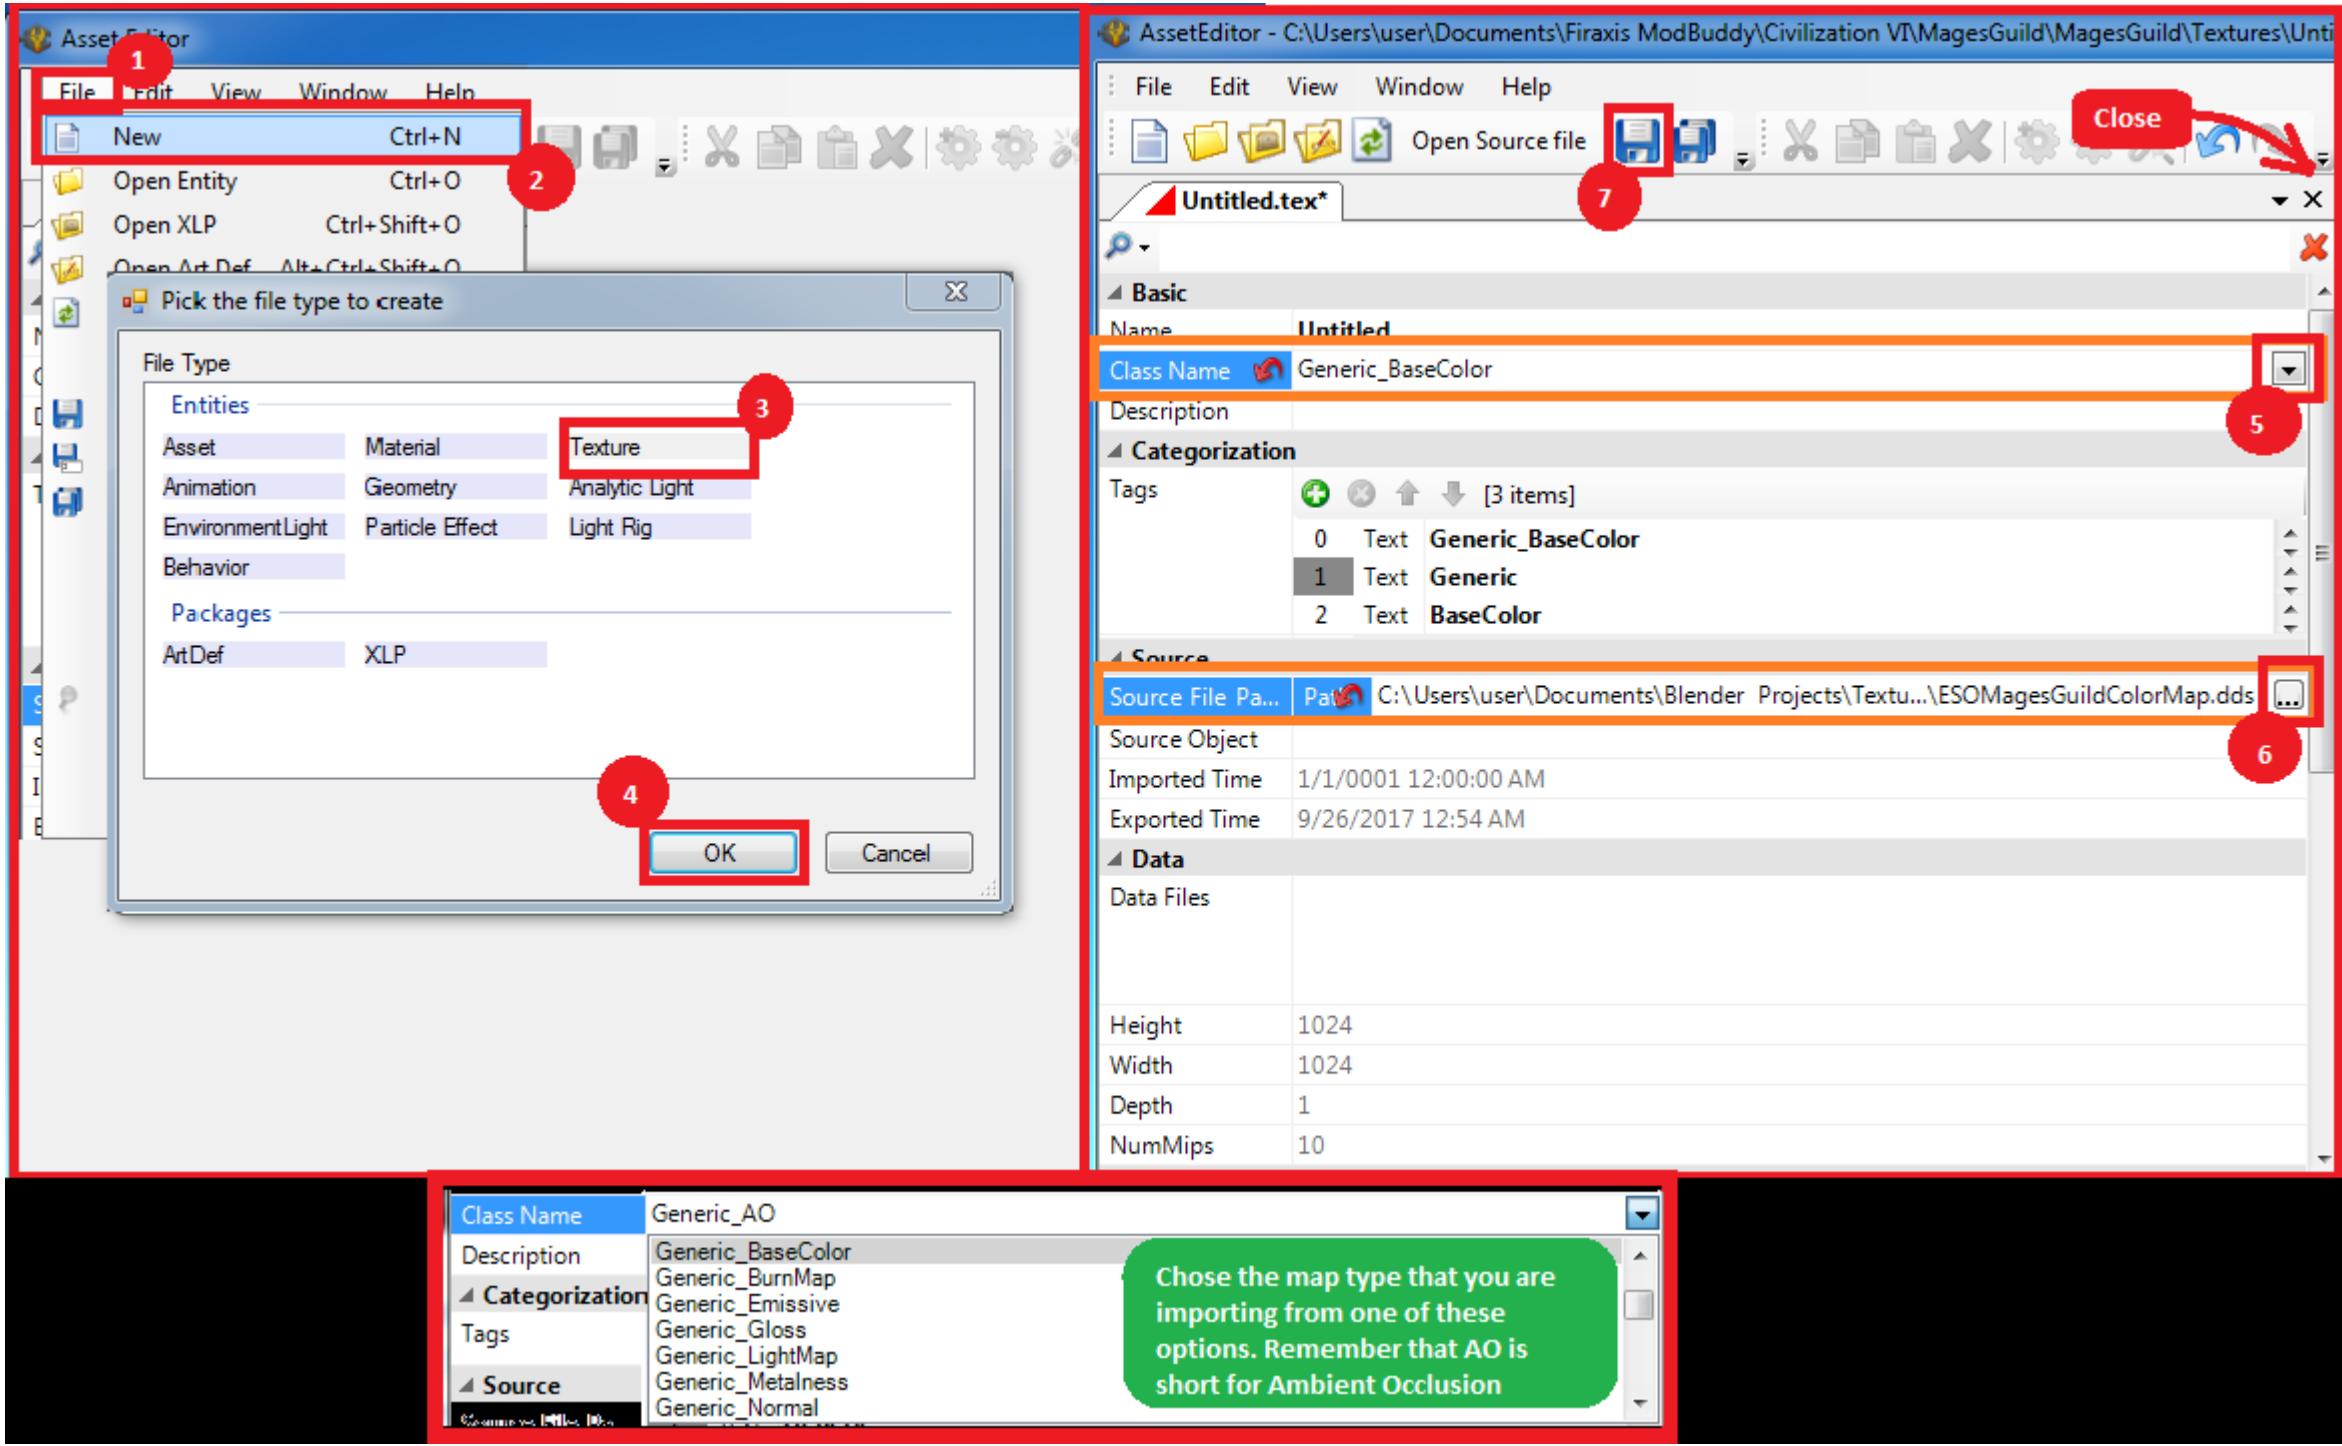 Asset Editor
1
File Edit View Window Help
New Ctrl+N
2
Open Entity Ctrl+O
Open XLP Ctrl+Shift+O
Open Art Def Alt+Ctrl+Shift+O
Pick the file type to create
File Type
Entities
3
Asset Material Texture
Animation Geometry Analytic Light
EnvironmentLight Particle Effect Light Rig
Behavior
Packages
ArtDef XLP
4
OK Cancel
AssetEditor - C:\Users\user\Documents\Firaxis ModBuddy\Civilization VI\MagesGuild\MagesGuild\Textures\Unti
File Edit View Window Help
Close
Open Source file
7
Untitled.tex*
Basic
Name Untitled
Class Name Generic_BaseColor
5
Description
Categorization
Tags [3 items]
0 Text Generic_BaseColor
1 Text Generic
2 Text BaseColor
Source
Source File Pa... Pat C:\Users\user\Documents\Blender Projects\Textu...\ESOMagesGuildColorMap.dds ...
6
Source Object
Imported Time 1/1/0001 12:00:00 AM
Exported Time 9/26/2017 12:54 AM
Data
Data Files
Height 1024
Width 1024
Depth 1
NumMips 10
Class Name Generic_AO
Description
Categorization
Tags
Source
Generic_BaseColor
Generic_BurnMap
Generic_Emissive
Generic_Gloss
Generic_LightMap
Generic_Metalness
Generic_Normal
Chose the map type that you are
importing from one of these
options. Remember that AO is
short for Ambient Occlusion